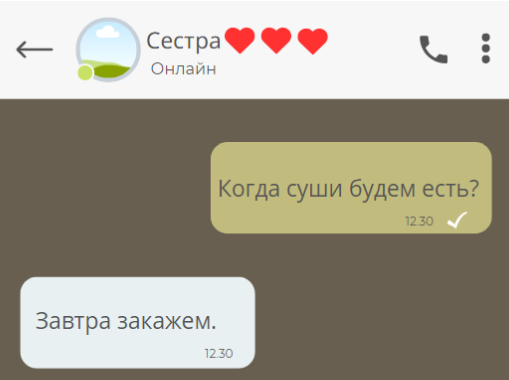 Сестра❤❤❤
Онлайн
Когда суши будем есть?
12.30
Завтра закажем.
12.30